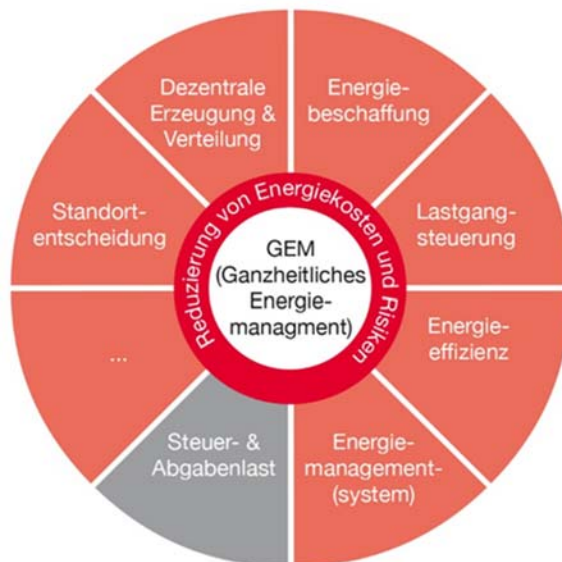 Dezentrale
Erzeugung &
Verteilung
Energie-
beschaffung
Lastgang-
steuerung
Energie-
effizienz
Energie-
management-
(system)
Steuer- &
Abgabenlast
...
Standort-
entscheidung
Reduzierung von Energiekosten und Risiken
GEM
(Ganzheitliches
Energie-
managment)